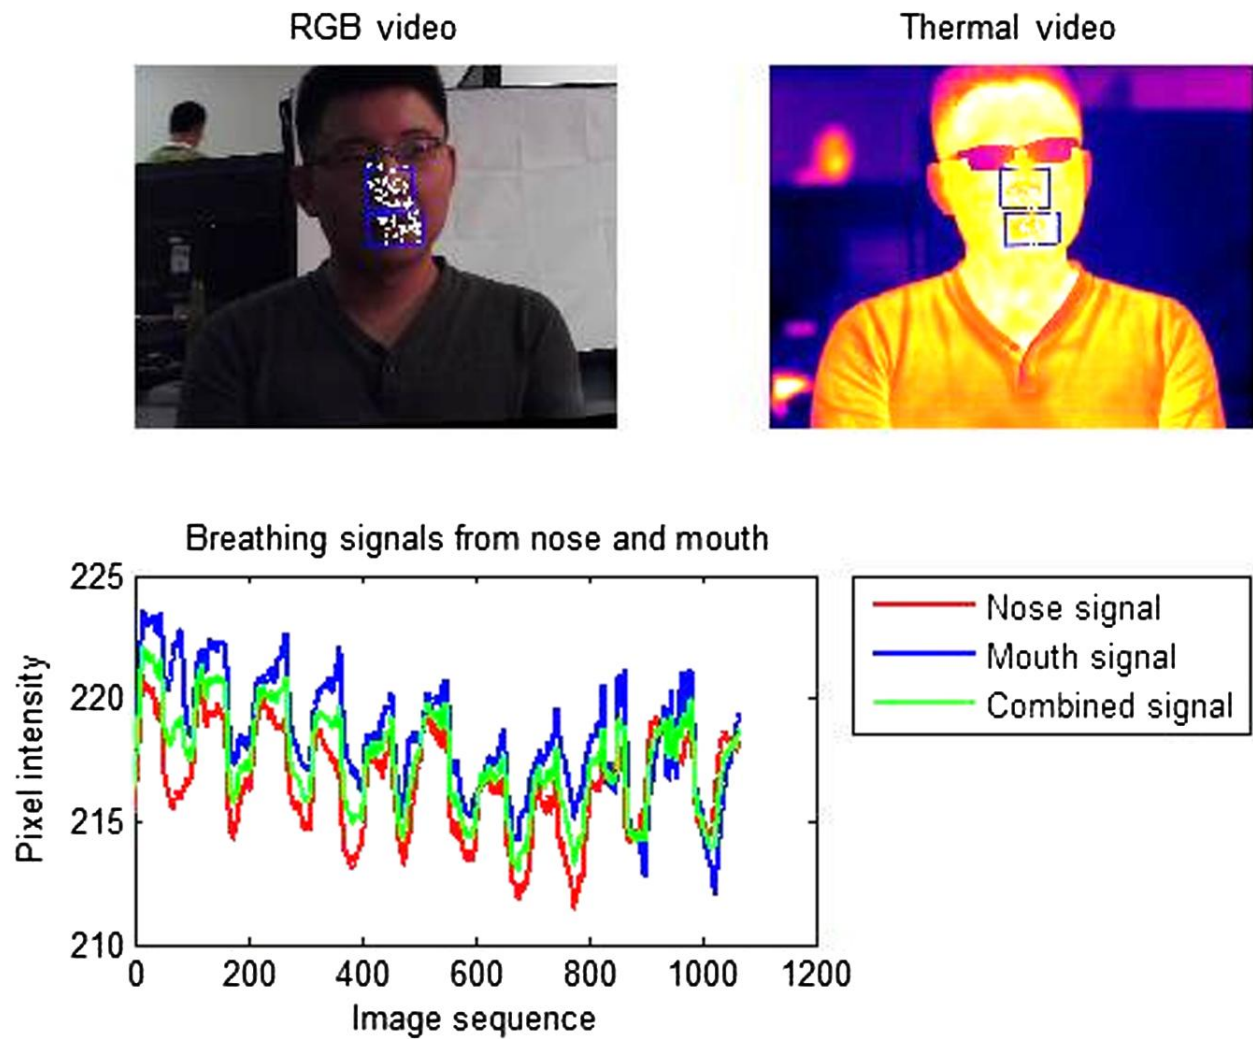 RGB video
Thermal video
Breathing signals from nose and mouth
225
220
215
210
Pixel intensity
0 200 400 600 800 1000 1200
Image sequence
Nose signal
Mouth signal
Combined signal